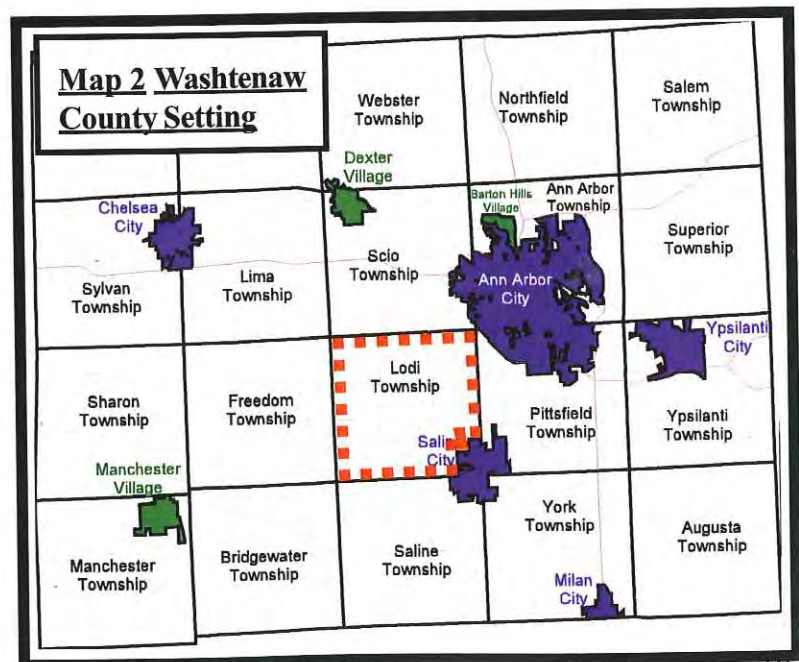 Map 2 Washtenaw
County Setting
Webster
Township
Northfield
Township
Salem
Township
Dexter
Village
Chelsea
City
Barton Hills
Village
Ann Arbor
Township
Superior
Township
Scio
Township
Ann Arbor
City
Sylvan
Township
Lima
Township
Ypsilanti
City
Lodi
Township
Sharon
Township
Freedom
Township
Pittsfield
Township
Ypsilanti
Township
City
Manchester
Village
York
Township
Augusta
Township
Manchester
Township
Bridgewater
Township
Saline
Township
Milan
City